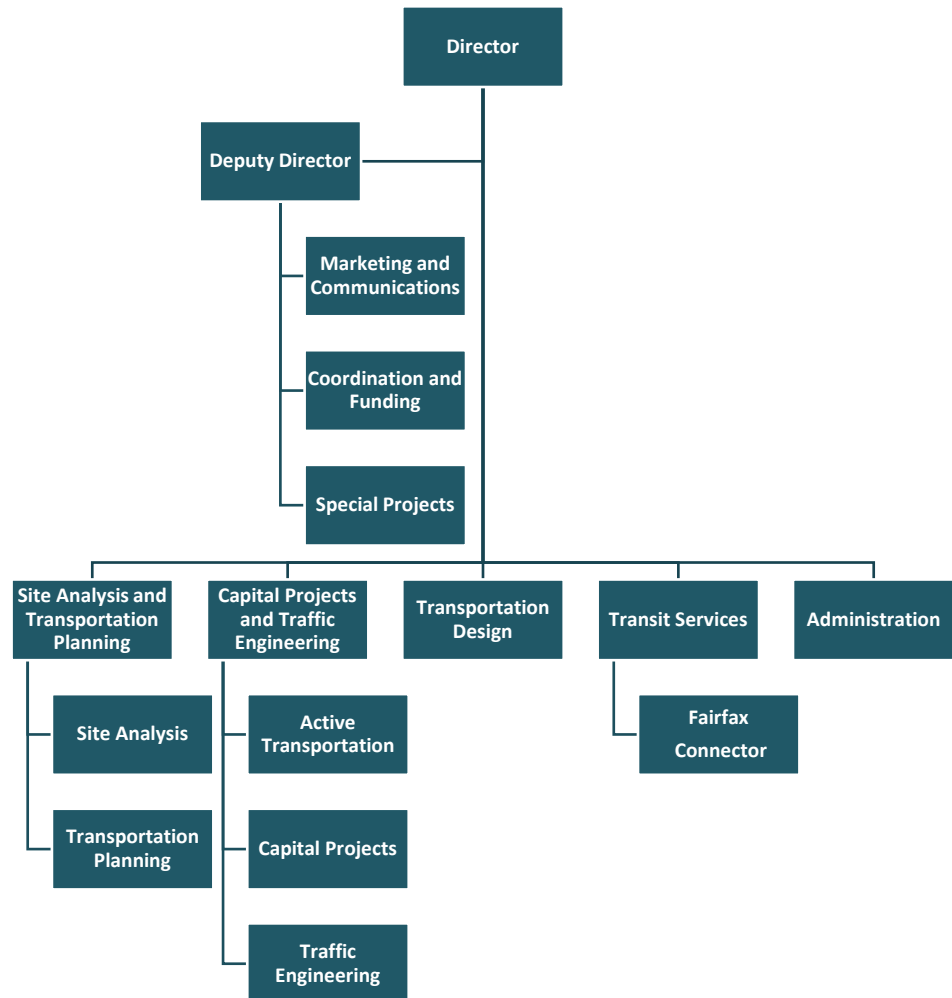 Director
Deputy Director
Marketing and
Communications
Coordination and
Funding
Special Projects
Site Analysis and
Transportation
Planning
Capital Projects
and Traffic
Engineering
Transportation
Design
Transit Services
Administration
Site Analysis
Transportation
Planning
Active
Transportation
Capital Projects
Traffic
Engineering
Fairfax
Connector